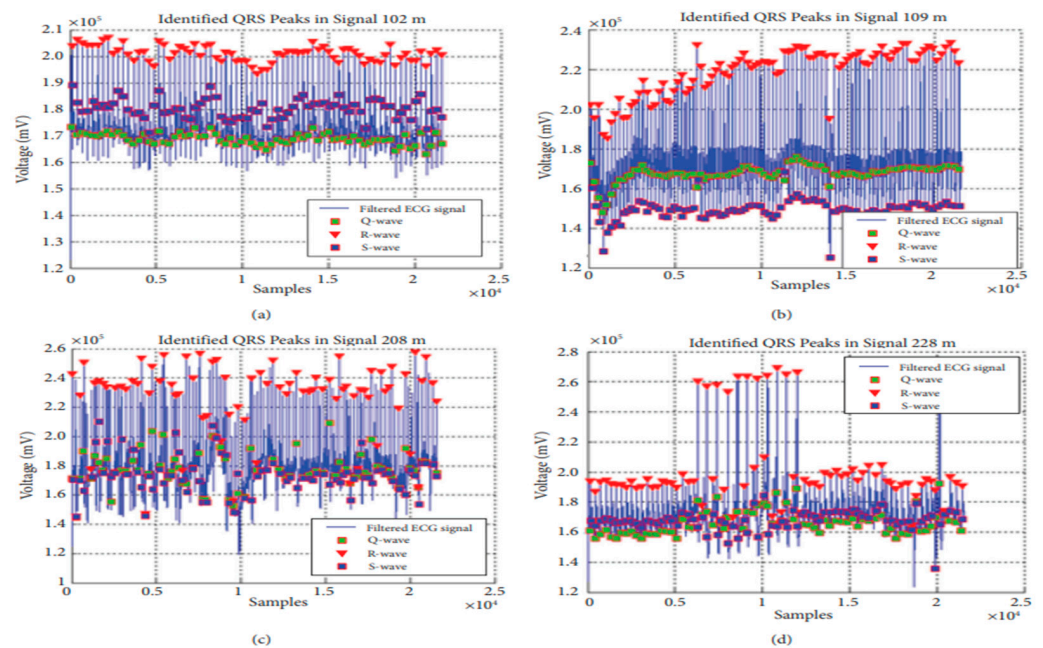 Identified QRS Peaks in Signal 102 m
×10⁵
2.1
2.0
1.9
1.8
1.7
1.6
1.5
1.4
1.3
1.2
Voltage (mV)
Filtered ECG signal
Q-wave
R-wave
S-wave
0 0.5 1.0 1.5 2.0 2.5
Samples
×10⁴
(a)
Identified QRS Peaks in Signal 109 m
×10⁵
2.4
2.2
2.0
1.8
1.6
1.4
1.2
Voltage (mV)
Filtered ECG signal
Q-wave
R-wave
S-wave
0 0.5 1.0 1.5 2.0 2.5
Samples
×10⁴
(b)
Identified QRS Peaks in Signal 208 m
×10⁵
2.6
2.4
2.2
2.0
1.8
1.6
1.4
1.2
1
Voltage (mV)
Filtered ECG signal
Q-wave
R-wave
S-wave
0 0.5 1.0 1.5 2.0 2.5
Samples
×10⁴
(c)
Identified QRS Peaks in Signal 228 m
×10⁵
2.8
2.6
2.4
2.2
2.0
1.8
1.6
1.4
1.2
Voltage (mV)
Filtered ECG signal
Q-wave
R-wave
S-wave
0 0.5 1.0 1.5 2 2.5
Samples
×10⁴
(d)